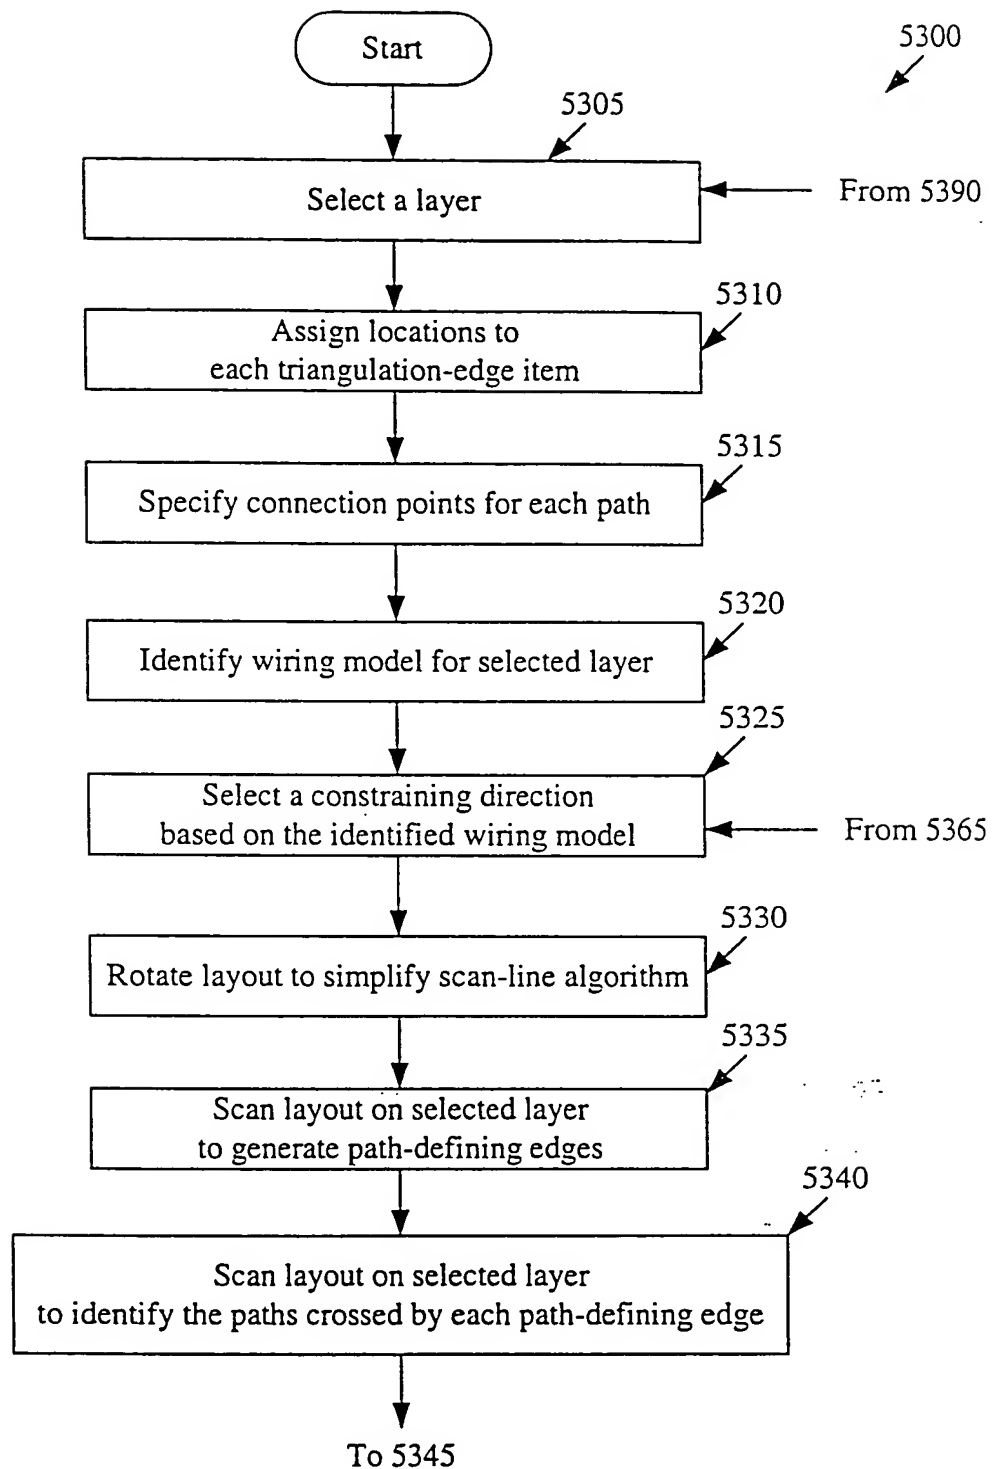 Start
5300
5305
Select a layer
From 5390
5310
Assign locations to
each triangulation-edge item
5315
Specify connection points for each path
5320
Identify wiring model for selected layer
5325
Select a constraining direction
based on the identified wiring model
From 5365
5330
Rotate layout to simplify scan-line algorithm
5335
Scan layout on selected layer
to generate path-defining edges
5340
Scan layout on selected layer
to identify the paths crossed by each path-defining edge
To 5345